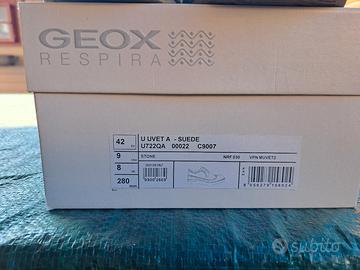 GEOX
RESPIRA
42
U UVET A - SUEDE
U722QA 00022 C9007
9
STONE
NRF 030
VPN MUVET2
8
280
subito